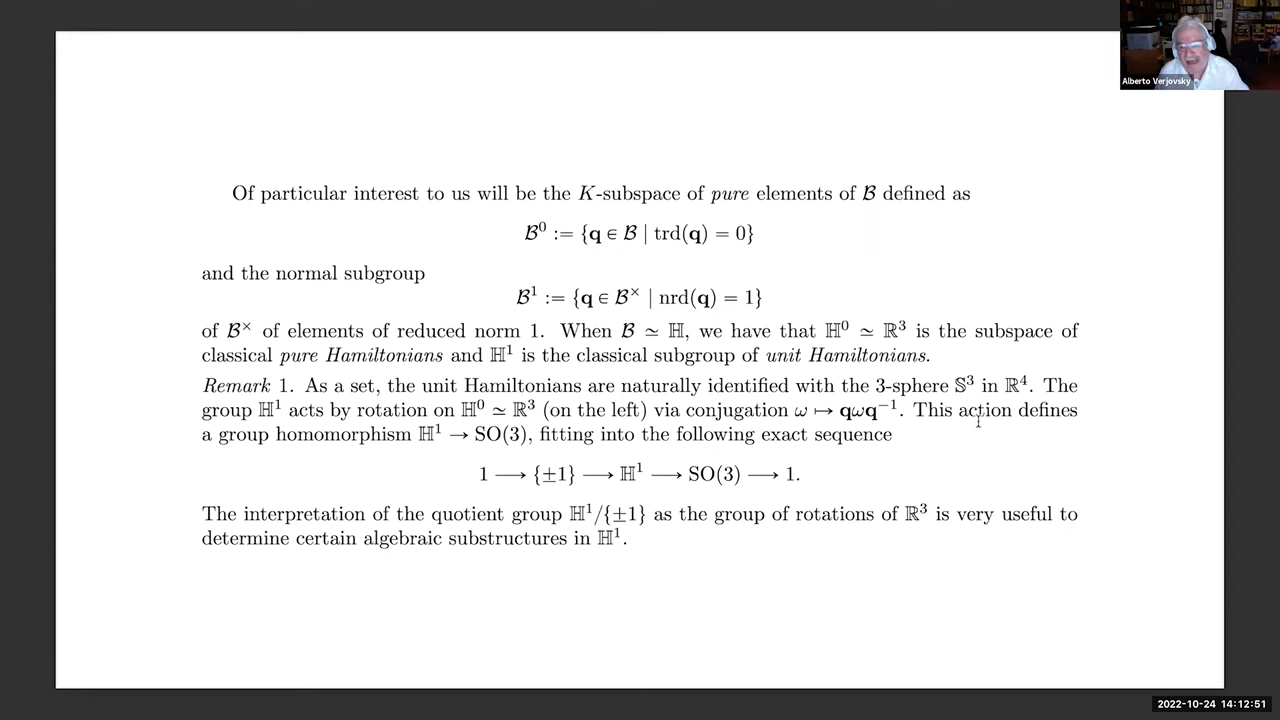 Alberto Verjovsky
Of particular interest to us will be the K-subspace of pure elements of ℬ defined as
ℬ⁰ := {𝐪 ∈ ℬ | trd(𝐪) = 0}
and the normal subgroup
ℬ¹ := {𝐪 ∈ ℬ^× | nrd(𝐪) = 1}
of ℬ^× of elements of reduced norm 1. When ℬ ≃ ℍ, we have that ℍ⁰ ≃ ℝ³ is the subspace of
classical pure Hamiltonians and ℍ¹ is the classical subgroup of unit Hamiltonians.
Remark 1. As a set, the unit Hamiltonians are naturally identified with the 3-sphere 𝕊³ in ℝ⁴. The
group ℍ¹ acts by rotation on ℍ⁰ ≃ ℝ³ (on the left) via conjugation ω ↦ 𝐪ω𝐪⁻¹. This action defines
a group homomorphism ℍ¹ → SO(3), fitting into the following exact sequence
1 ⟶ {±1} ⟶ ℍ¹ ⟶ SO(3) ⟶ 1.
The interpretation of the quotient group ℍ¹/{±1} as the group of rotations of ℝ³ is very useful to
determine certain algebraic substructures in ℍ¹.
2022-10-24 14:12:51